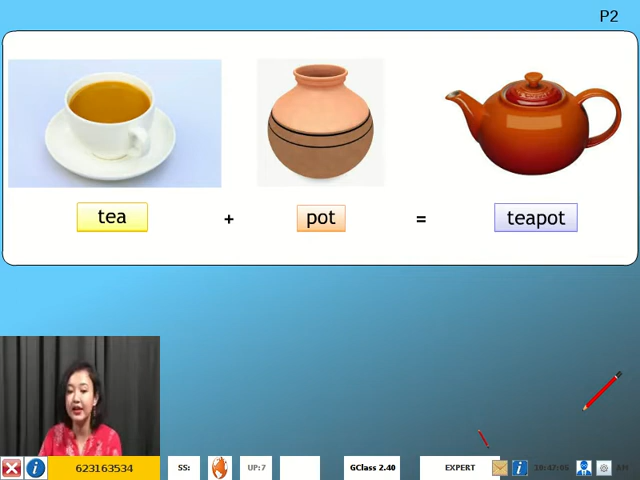 P2
tea + pot = teapot
623163534 SS: UP:7 GClass 2.40 EXPERT